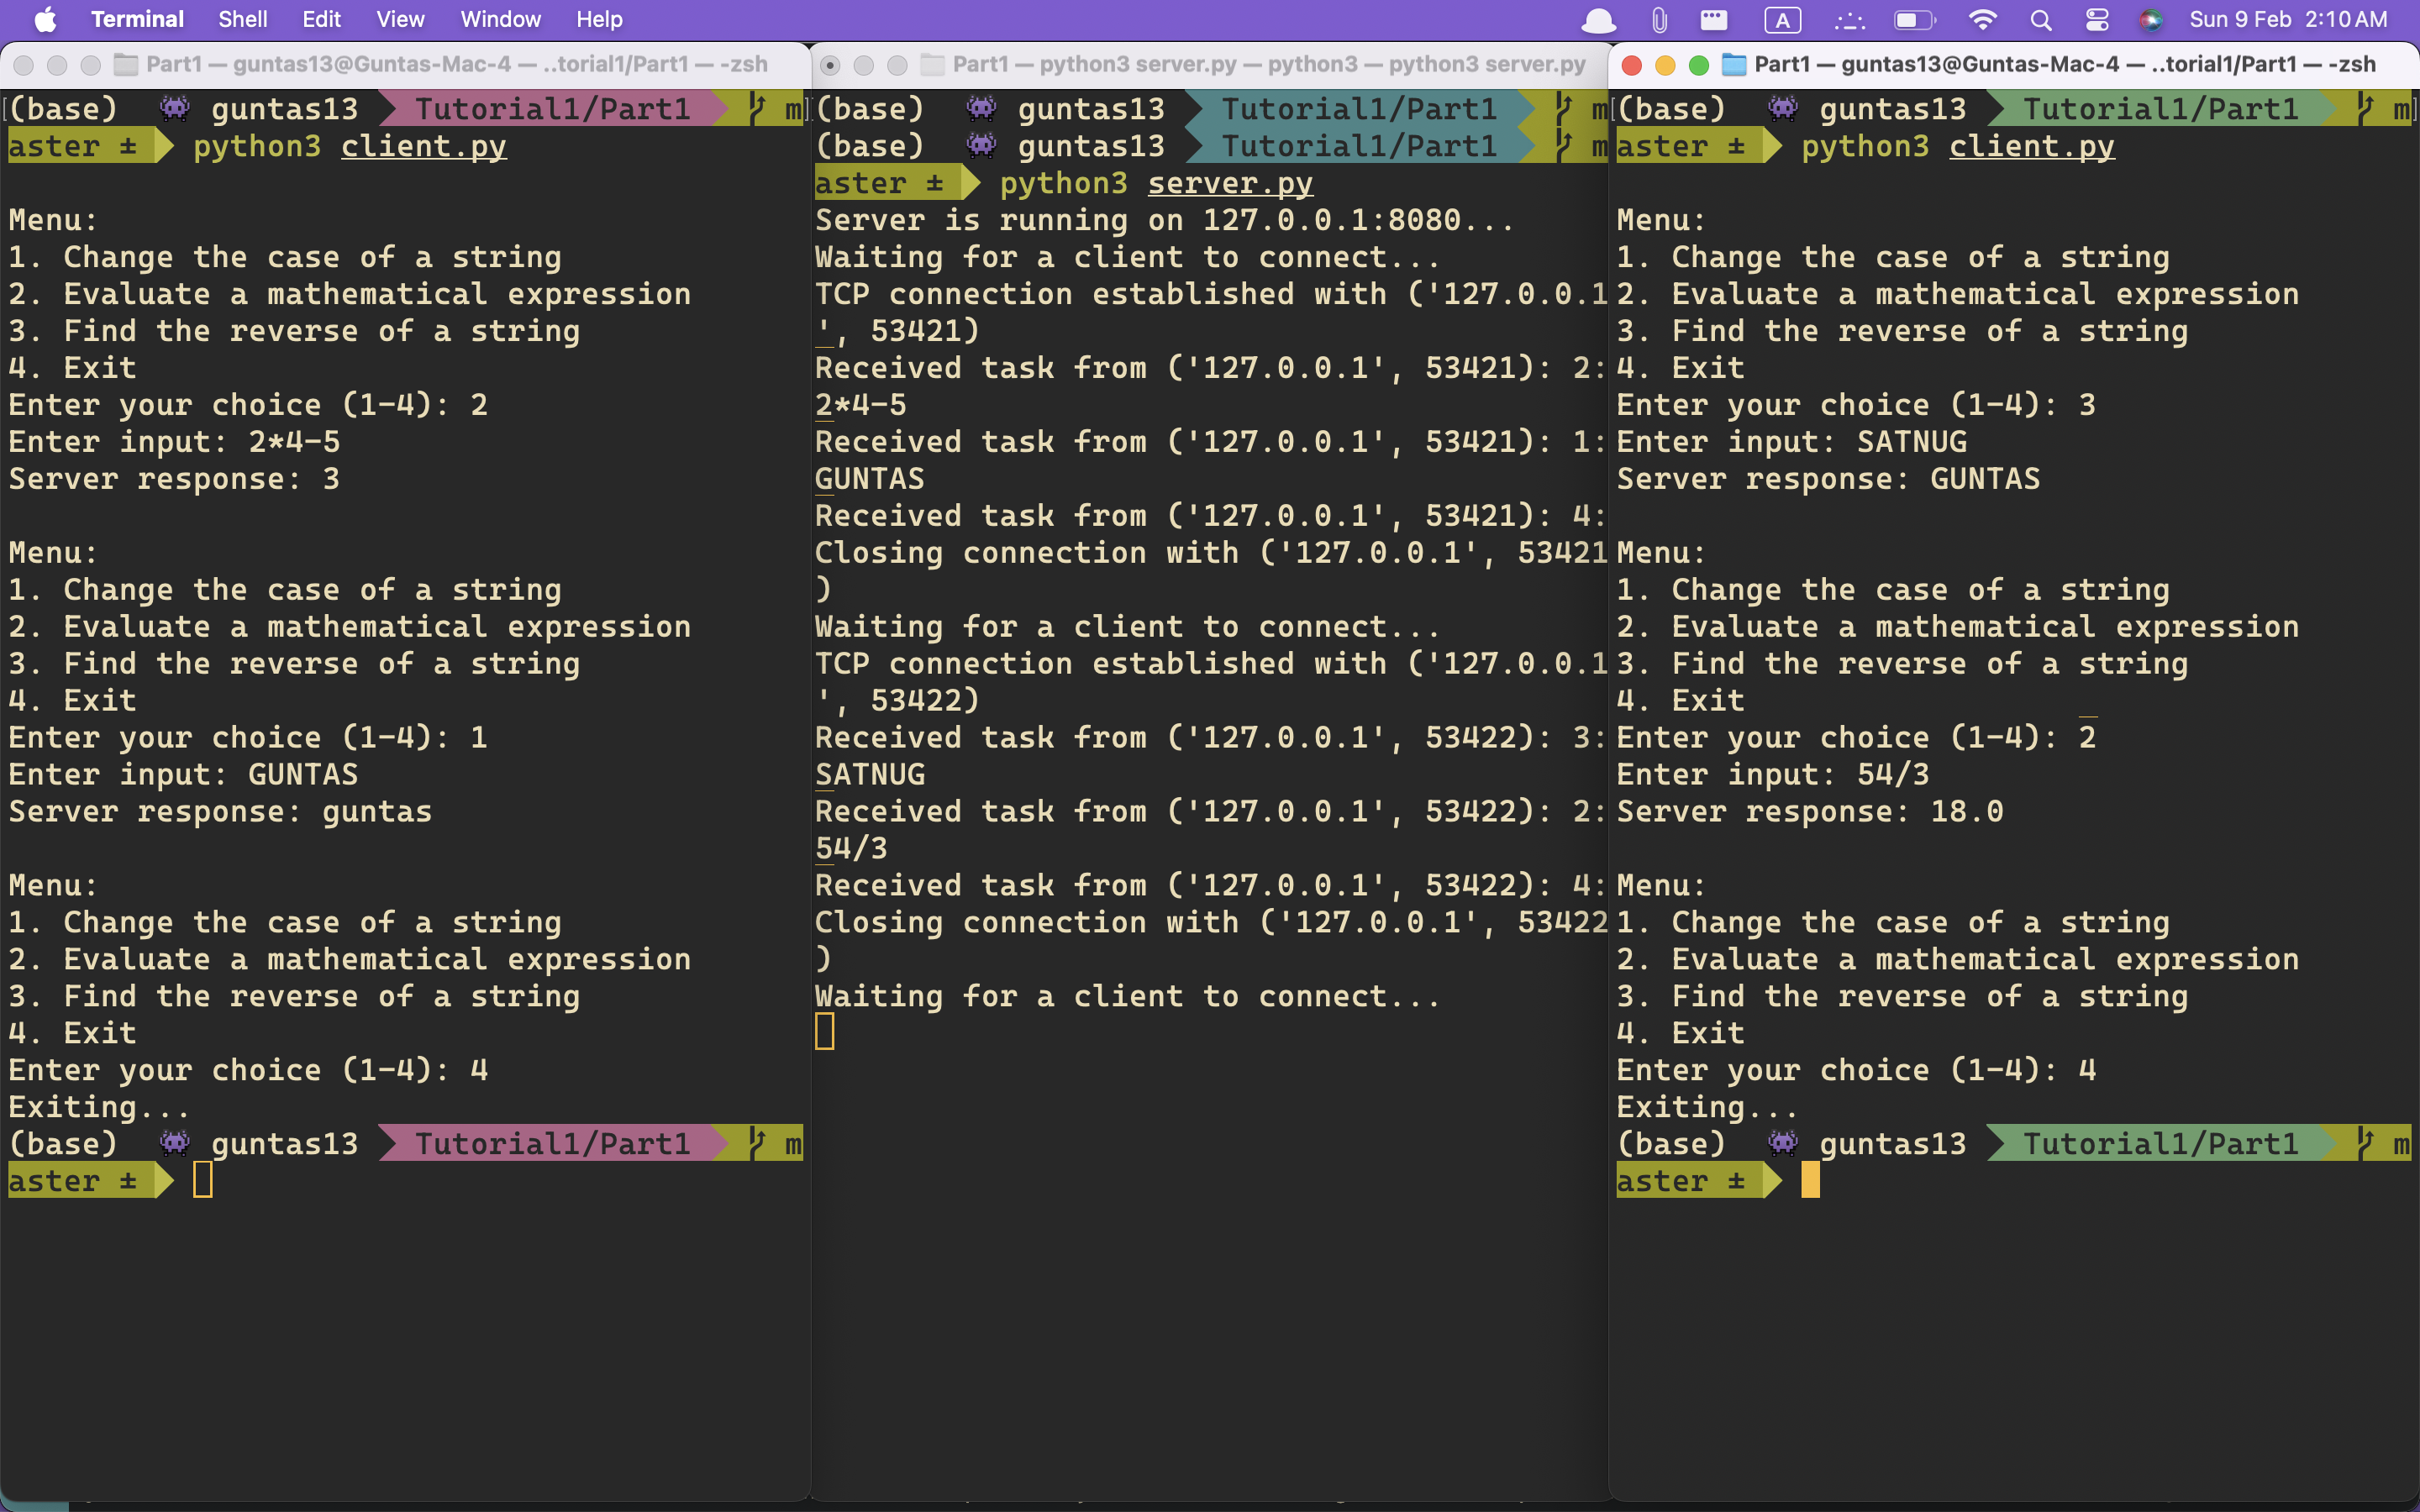 Terminal Shell Edit View Window Help A Sun 9 Feb 2:10 AM
Part1 — guntas13@Guntas-Mac-4 — ..torial1/Part1 — -zsh
(base) guntas13 Tutorial1/Part1 m
aster ± python3 client.py
Menu:
1. Change the case of a string
2. Evaluate a mathematical expression
3. Find the reverse of a string
4. Exit
Enter your choice (1-4): 2
Enter input: 2*4-5
Server response: 3
Menu:
1. Change the case of a string
2. Evaluate a mathematical expression
3. Find the reverse of a string
4. Exit
Enter your choice (1-4): 1
Enter input: GUNTAS
Server response: guntas
Menu:
1. Change the case of a string
2. Evaluate a mathematical expression
3. Find the reverse of a string
4. Exit
Enter your choice (1-4): 4
Exiting...
(base) guntas13 Tutorial1/Part1 m
aster ±
Part1 — python3 server.py — python3 — python3 server.py
(base) guntas13 Tutorial1/Part1 m
(base) guntas13 Tutorial1/Part1 m
aster ± python3 server.py
Server is running on 127.0.0.1:8080...
Waiting for a client to connect...
TCP connection established with ('127.0.0.1
', 53421)
Received task from ('127.0.0.1', 53421): 2:
2*4-5
Received task from ('127.0.0.1', 53421): 1:
GUNTAS
Received task from ('127.0.0.1', 53421): 4:
Closing connection with ('127.0.0.1', 53421
)
Waiting for a client to connect...
TCP connection established with ('127.0.0.1
', 53422)
Received task from ('127.0.0.1', 53422): 3:
SATNUG
Received task from ('127.0.0.1', 53422): 2:
54/3
Received task from ('127.0.0.1', 53422): 4:
Closing connection with ('127.0.0.1', 53422
)
Waiting for a client to connect...
Part1 — guntas13@Guntas-Mac-4 — ..torial1/Part1 — -zsh
(base) guntas13 Tutorial1/Part1 m
aster ± python3 client.py
Menu:
1. Change the case of a string
2. Evaluate a mathematical expression
3. Find the reverse of a string
4. Exit
Enter your choice (1-4): 3
Enter input: SATNUG
Server response: GUNTAS
Menu:
1. Change the case of a string
2. Evaluate a mathematical expression
3. Find the reverse of a string
4. Exit
Enter your choice (1-4): 2
Enter input: 54/3
Server response: 18.0
Menu:
1. Change the case of a string
2. Evaluate a mathematical expression
3. Find the reverse of a string
4. Exit
Enter your choice (1-4): 4
Exiting...
(base) guntas13 Tutorial1/Part1 m
aster ±